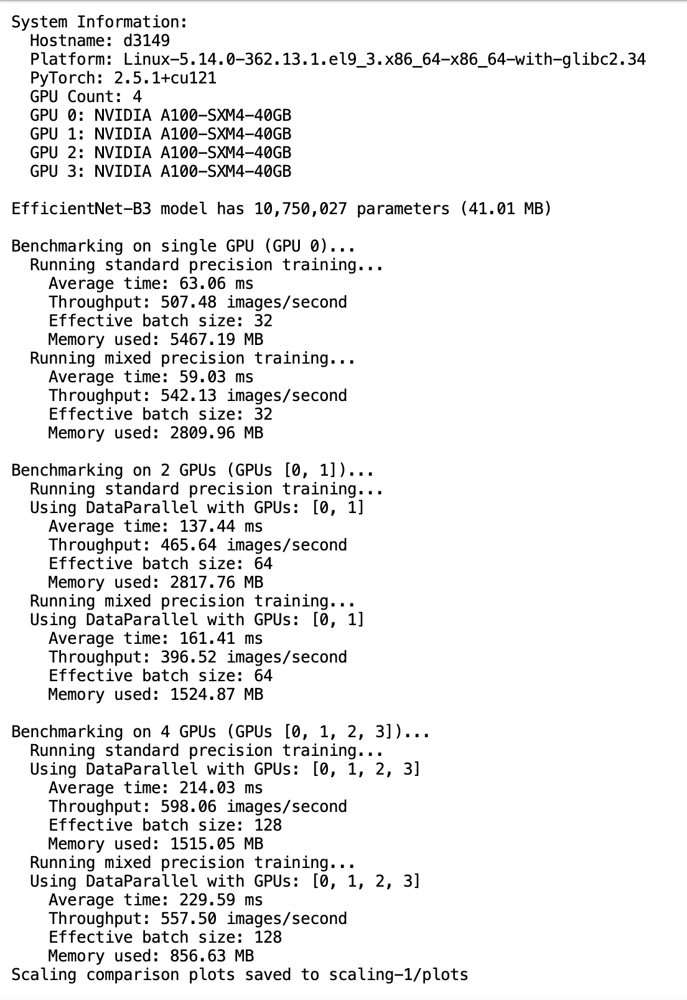 System Information:
Hostname: d3149
Platform: Linux-5.14.0-362.13.1.el9_3.x86_64-x86_64-with-glibc2.34
PyTorch: 2.5.1+cu121
GPU Count: 4
GPU 0: NVIDIA A100-SXM4-40GB
GPU 1: NVIDIA A100-SXM4-40GB
GPU 2: NVIDIA A100-SXM4-40GB
GPU 3: NVIDIA A100-SXM4-40GB
EfficientNet-B3 model has 10,750,027 parameters (41.01 MB)
Benchmarking on single GPU (GPU 0)...
Running standard precision training...
Average time: 63.06 ms
Throughput: 507.48 images/second
Effective batch size: 32
Memory used: 5467.19 MB
Running mixed precision training...
Average time: 59.03 ms
Throughput: 542.13 images/second
Effective batch size: 32
Memory used: 2809.96 MB
Benchmarking on 2 GPUs (GPUs [0, 1])...
Running standard precision training...
Using DataParallel with GPUs: [0, 1]
Average time: 137.44 ms
Throughput: 465.64 images/second
Effective batch size: 64
Memory used: 2817.76 MB
Running mixed precision training...
Using DataParallel with GPUs: [0, 1]
Average time: 161.41 ms
Throughput: 396.52 images/second
Effective batch size: 64
Memory used: 1524.87 MB
Benchmarking on 4 GPUs (GPUs [0, 1, 2, 3])...
Running standard precision training...
Using DataParallel with GPUs: [0, 1, 2, 3]
Average time: 214.03 ms
Throughput: 598.06 images/second
Effective batch size: 128
Memory used: 1515.05 MB
Running mixed precision training...
Using DataParallel with GPUs: [0, 1, 2, 3]
Average time: 229.59 ms
Throughput: 557.50 images/second
Effective batch size: 128
Memory used: 856.63 MB
Scaling comparison plots saved to scaling-1/plots